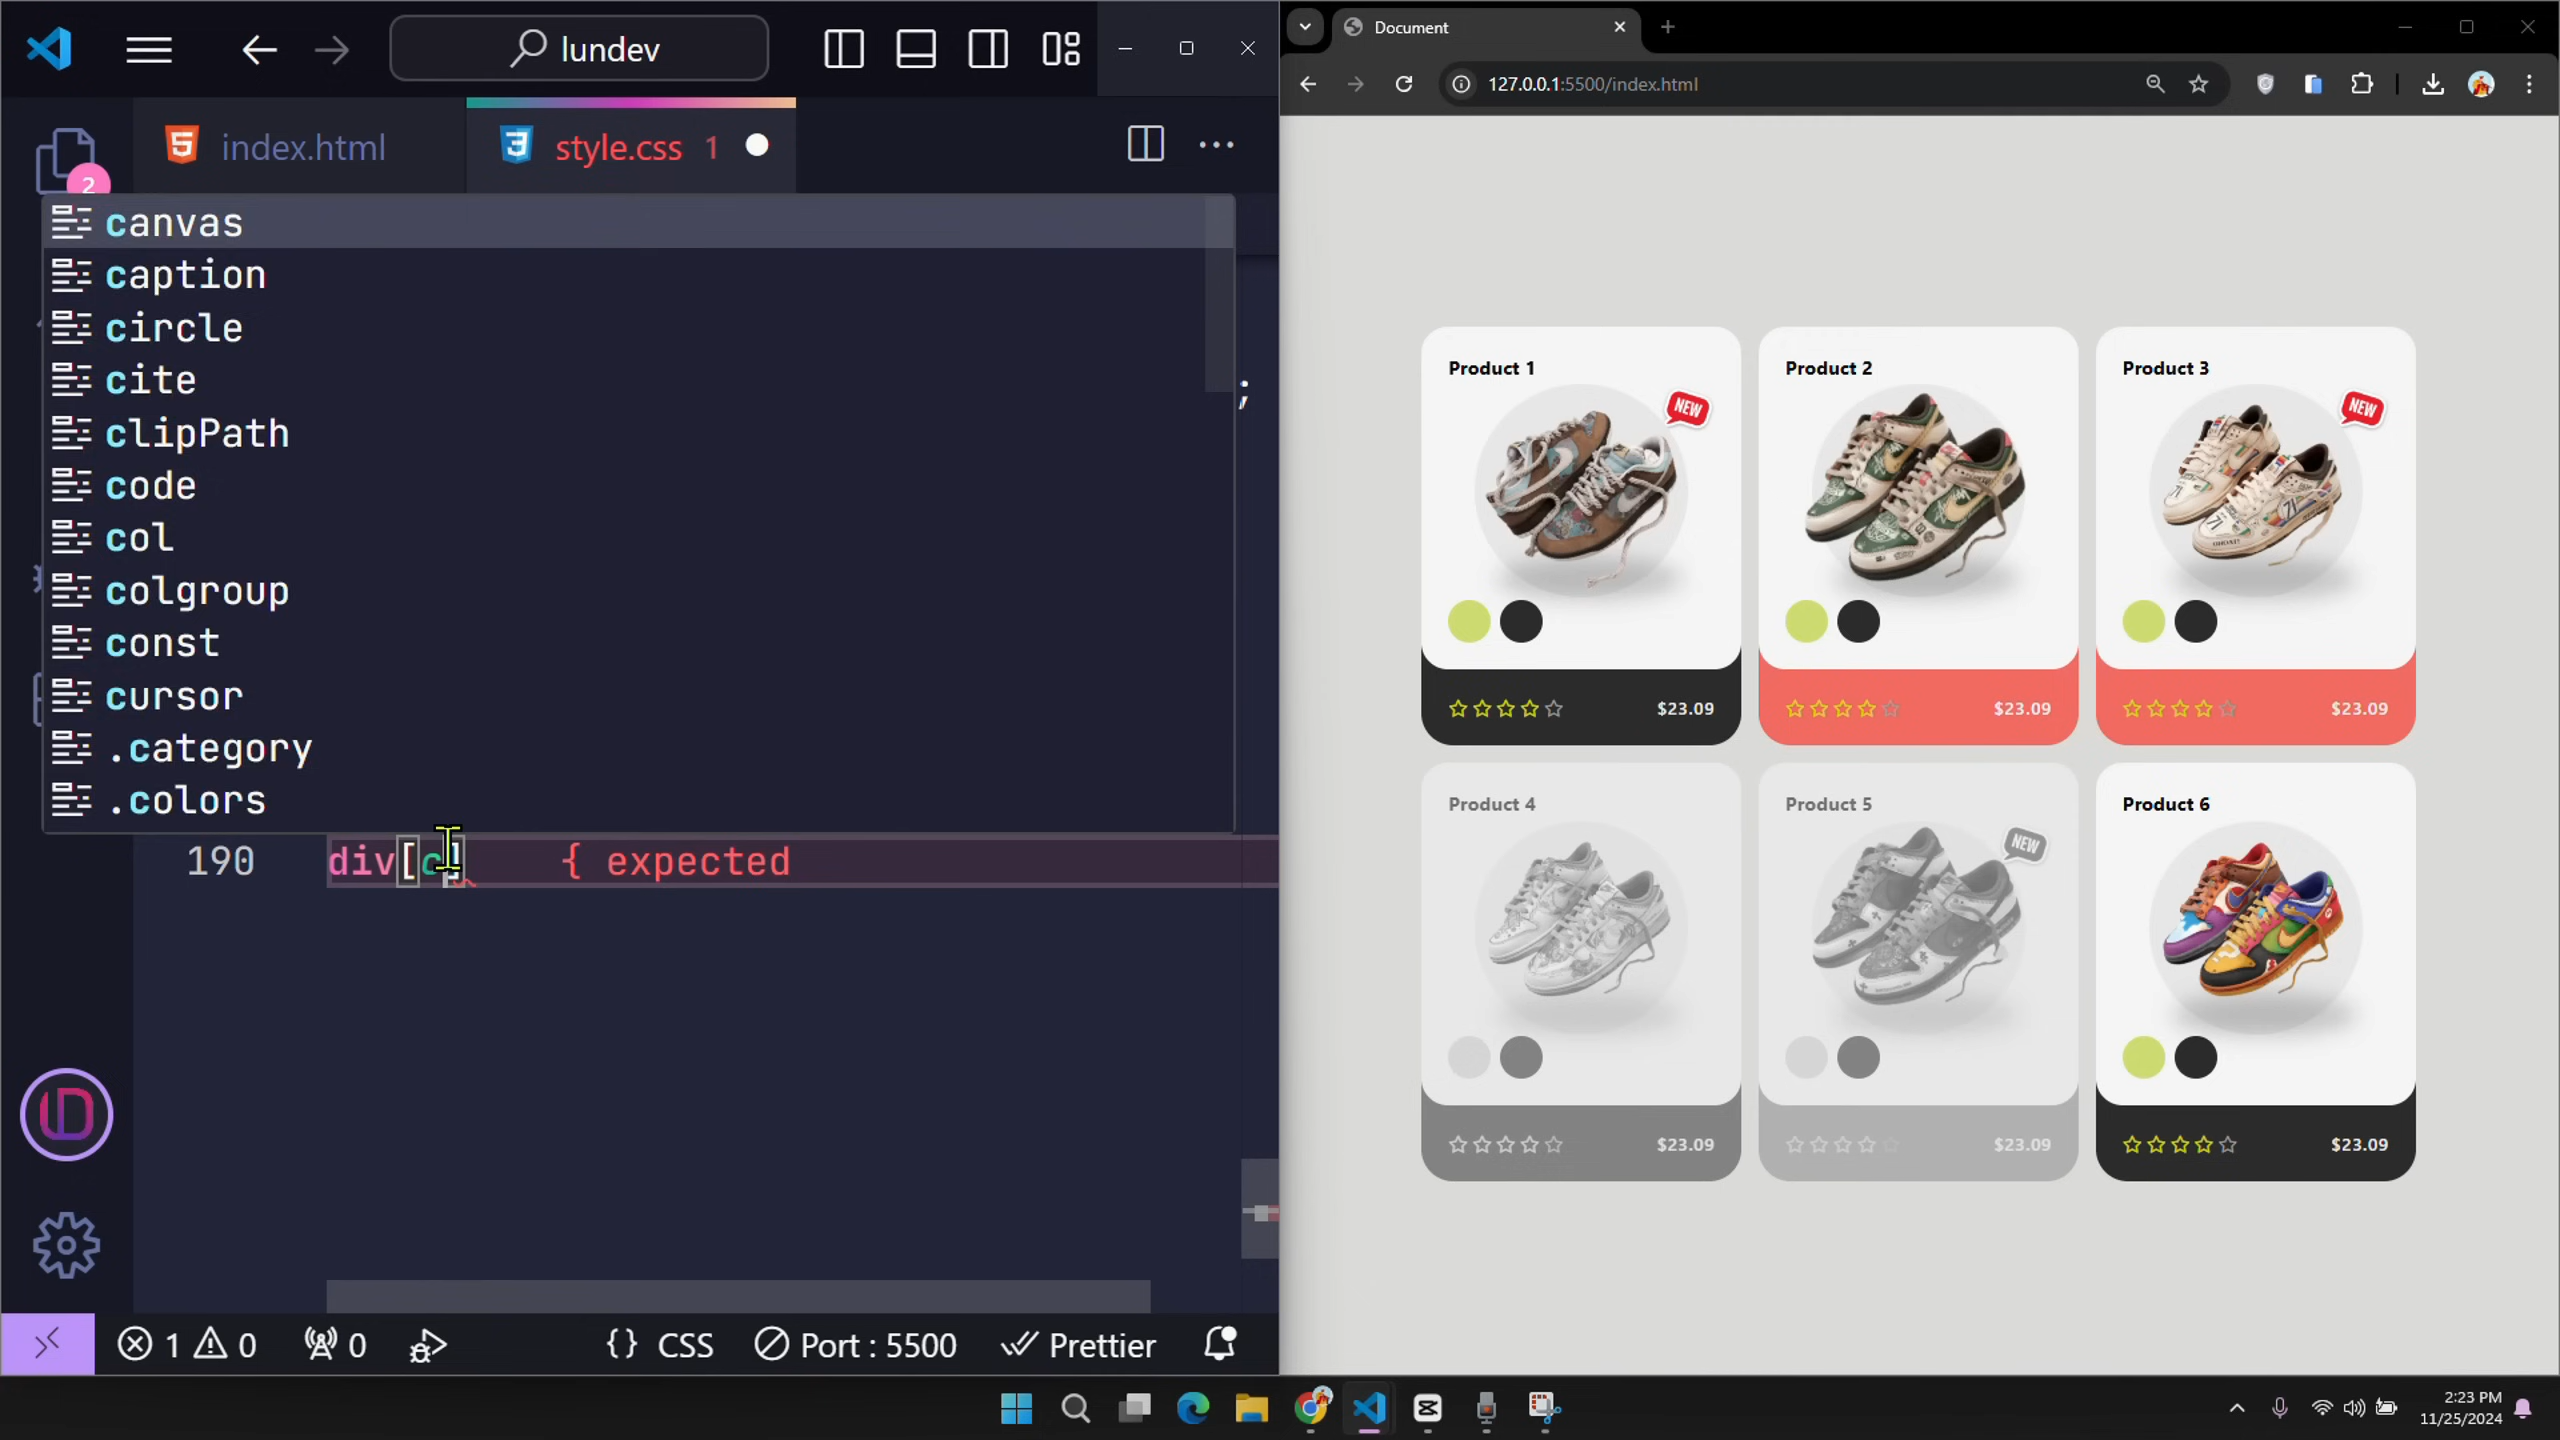 lundev
index.html
style.css 1
2
canvas
caption
circle
cite
clipPath
code
col
colgroup
const
cursor
.category
.colors
;
190 div[c] { expected
1 0 0 {} CSS Port : 5500 Prettier
Document
127.0.0.1:5500/index.html
Product 1 Product 2 Product 3
NEW NEW
$23.09 $23.09 $23.09
Product 4 Product 5 Product 6
NEW
$23.09 $23.09 $23.09
2:23 PM
11/25/2024